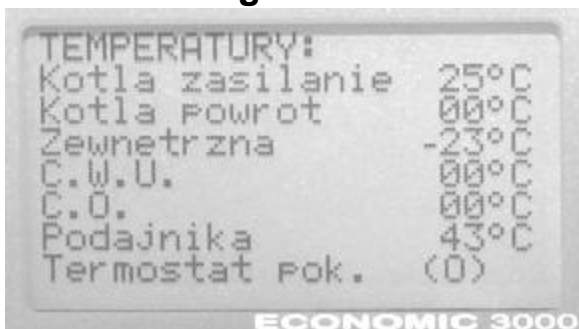 TEMPERATURY:
Kotla zasilanie 25°C
Kotla powrot 00°C
Zewnetrzna -23°C
C.W.U. 00°C
C.O. 00°C
Podajnika 43°C
Termostat pok. (O)
ECONOMIC 3000